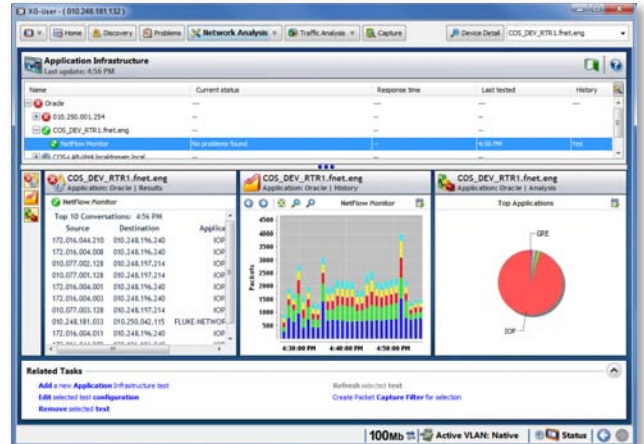 XG-User - ( 010.248.181.132 )
Home
Discovery
Problems
Network Analysis
Traffic Analysis
Capture
Device Detail
COS_DEV_RTR1.fnet.eng
Application Infrastructure
Last update: 4:56 PM
Name Current status Response time Last tested History
Oracle --- --- --- ---
010.250.001.254 --- --- ---
COS_DEV_RTR1.fnet.eng --- --- ---
NetFlow Monitor No problems found 4:56 PM Yes
COS_DEV_RTR1.fnet.eng
Application: Oracle | Results
NetFlow Monitor
Top 10 Conversations: 4:56 PM
Source Destination Applica
172.016.044.210 010.248.196.240 IOP
172.016.004.008 010.248.196.240 IOP
010.077.002.128 010.248.197.214 IOP
010.077.001.128 010.248.197.214 IOP
172.016.004.001 010.248.196.240 IOP
172.016.004.003 010.248.196.240 IOP
010.077.003.128 010.248.197.214 IOP
010.248.181.033 010.250.042.115 FLUKE-NETWOR
172.016.004.011 010.248.196.240 IOP
COS_DEV_RTR1.fnet.eng
Application: Oracle | History
NetFlow Monitor
Packets
4500
4000
3500
3000
2500
2000
1500
1000
500
4:30:00 PM 4:40:00 PM 4:50:00 PM
COS_DEV_RTR1.fnet.eng
Application: Oracle | Analysis
Top Applications
GRE
IOP
Related Tasks
Add a new Application Infrastructure test
Edit selected test configuration
Remove selected test
Refresh selected test
Create Packet Capture Filter for selection
100Mb
Active VLAN: Native
Status